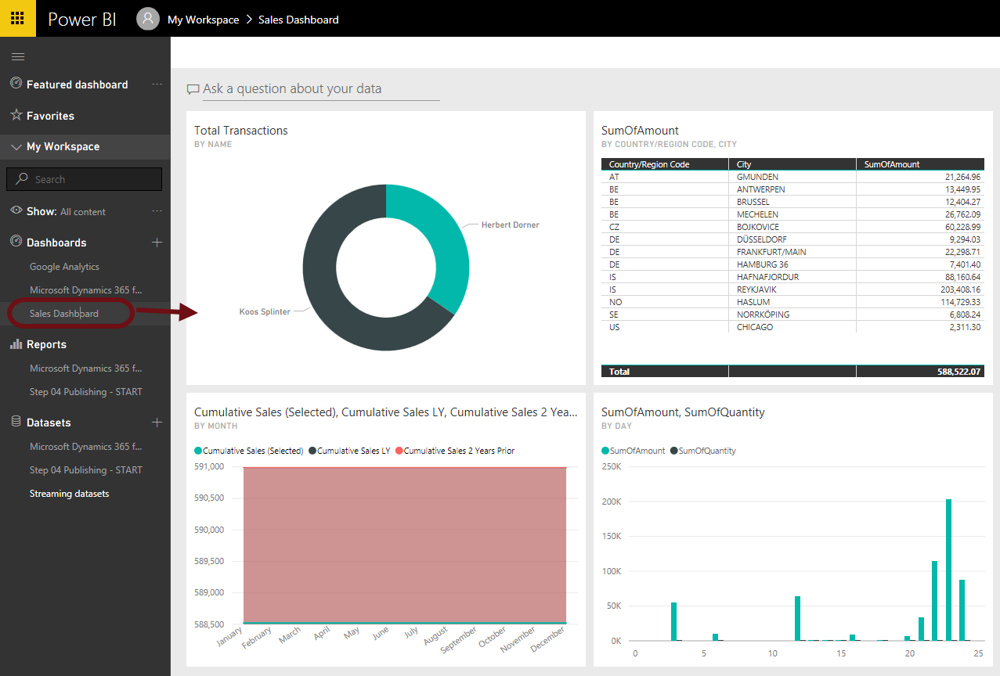 Power BI
My Workspace > Sales Dashboard
Featured dashboard ...
Favorites
My Workspace
Search
Show: All content ...
Dashboards +
Google Analytics
Microsoft Dynamics 365 f...
Sales Dashboard
Reports
Microsoft Dynamics 365 f...
Step 04 Publishing - START
Datasets +
Microsoft Dynamics 365 f...
Step 04 Publishing - START
Streaming datasets
Ask a question about your data
Total Transactions
BY NAME
Herbert Dorner
Koos Splinter
SumOfAmount
BY COUNTRY/REGION CODE, CITY
Country/Region Code City SumOfAmount
AT GMUNDEN 21,264.96
BE ANTWERPEN 13,449.95
BE BRUSSEL 12,404.27
BE MECHELEN 26,762.09
CZ BOJKOVICE 60,228.99
DE DÜSSELDORF 9,294.03
DE FRANKFURT/MAIN 22,298.71
DE HAMBURG 36 7,401.40
IS HAFNAFJORDUR 88,160.64
IS REYKJAVIK 203,408.16
NO HASLUM 114,729.33
SE NORRKÖPING 6,808.24
US CHICAGO 2,311.30
Total 588,522.07
Cumulative Sales (Selected), Cumulative Sales LY, Cumulative Sales 2 Yea...
BY MONTH
Cumulative Sales (Selected) Cumulative Sales LY Cumulative Sales 2 Years Prior
591,000
590,500
590,000
589,500
589,000
588,500
January February March April May June July August September October November December
SumOfAmount, SumOfQuantity
BY DAY
SumOfAmount SumOfQuantity
250K
200K
150K
100K
50K
0K
0 5 10 15 20 25